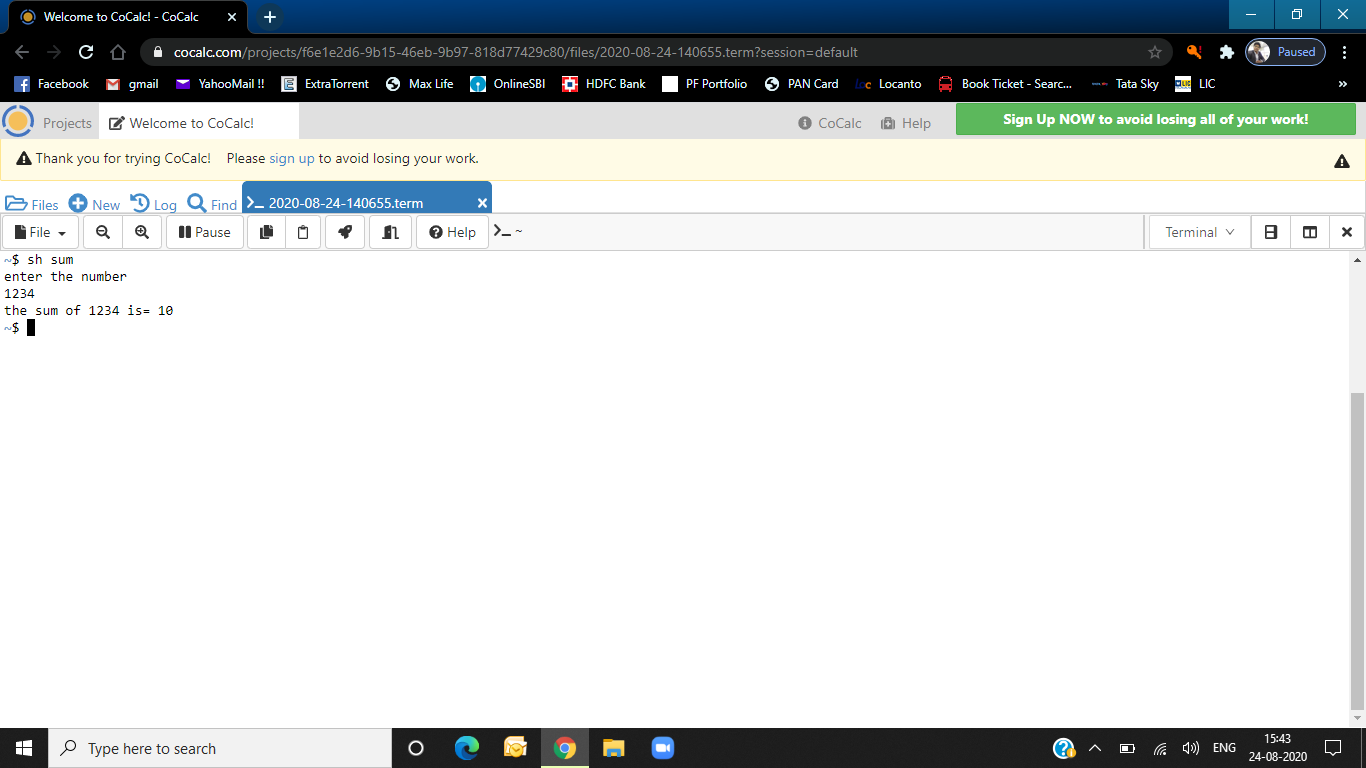 Welcome to CoCalc! - CoCalc
cocalc.com/projects/f6e1e2d6-9b15-46eb-9b97-818d77429c80/files/2020-08-24-140655.term?session=default
Paused
Facebook gmail YahooMail !! ExtraTorrent Max Life OnlineSBI HDFC Bank PF Portfolio PAN Card Locanto Book Ticket - Searc... Tata Sky LIC »
Projects Welcome to CoCalc! CoCalc Help Sign Up NOW to avoid losing all of your work!
Thank you for trying CoCalc! Please sign up to avoid losing your work.
Files New Log Find 2020-08-24-140655.term
File Pause Help ~ Terminal
~$ sh sum
enter the number
1234
the sum of 1234 is= 10
~$
Type here to search
ENG
15:43
24-08-2020